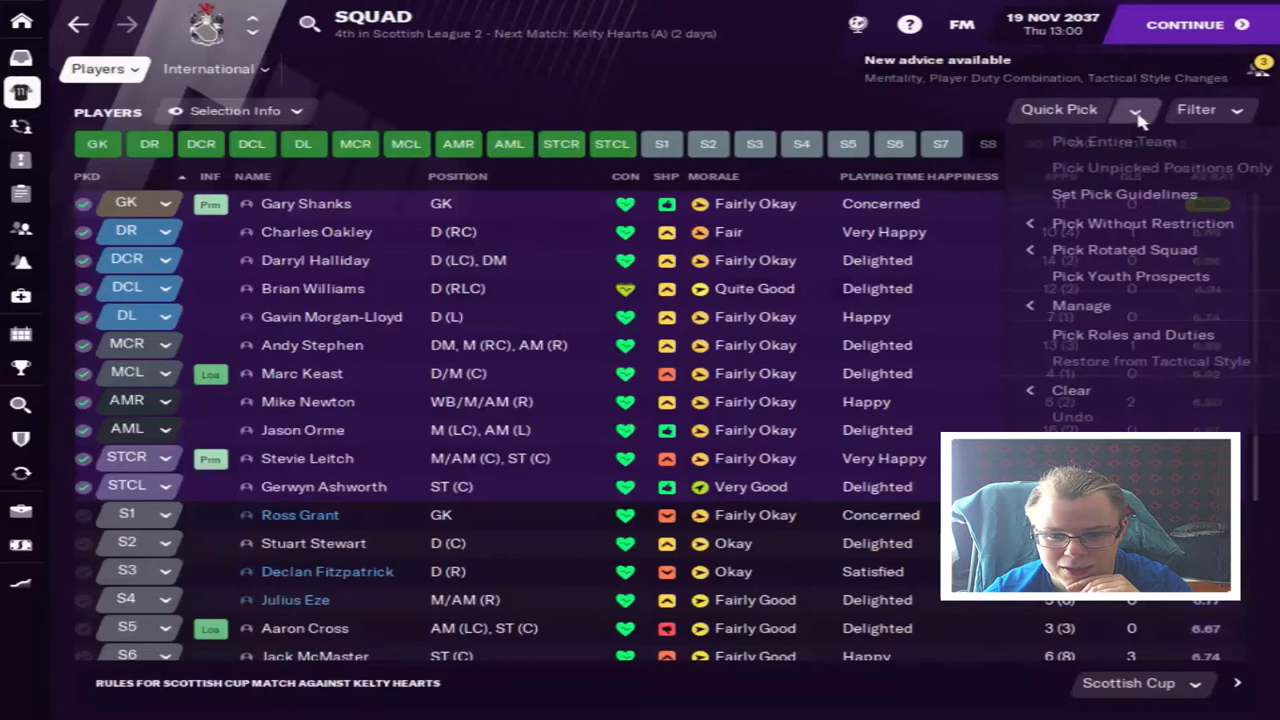 SQUAD
4th in Scottish League 2 - Next Match: Kelty Hearts (A) (2 days)
FM
19 NOV 2037
Thu 13:00
CONTINUE
Players
International
New advice available
Mentality, Player Duty Combination, Tactical Style Changes
3
PLAYERS
Selection Info
Quick Pick
Filter
GK DR DCR DCL DL MCR MCL AMR AML STCR STCL S1 S2 S3 S4 S5 S6 S7 S8
Pick Entire Team
Pick Unpicked Positions Only
Set Pick Guidelines
Pick Without Restriction
Pick Rotated Squad
Pick Youth Prospects
Manage
Pick Roles and Duties
Restore from Tactical Style
Clear
Undo
PKD INF NAME POSITION CON SHP MORALE PLAYING TIME HAPPINESS
GK Prm Gary Shanks GK Fairly Okay Concerned
DR Charles Oakley D (RC) Fair Very Happy
DCR Darryl Halliday D (LC), DM Fairly Okay Delighted
DCL Brian Williams D (RLC) Quite Good Delighted
DL Gavin Morgan-Lloyd D (L) Fairly Okay Happy
MCR Andy Stephen DM, M (RC), AM (R) Fairly Okay Delighted
MCL Loa Marc Keast D/M (C) Fairly Okay Delighted
AMR Mike Newton WB/M/AM (R) Fairly Okay Happy
AML Jason Orme M (LC), AM (L) Fairly Okay Delighted
STCR Prm Stevie Leitch M/AM (C), ST (C) Fairly Okay Very Happy
STCL Gerwyn Ashworth ST (C) Very Good Delighted
S1 Ross Grant GK Fairly Okay Concerned
S2 Stuart Stewart D (C) Okay Delighted
S3 Declan Fitzpatrick D (R) Okay Satisfied
S4 Julius Eze M/AM (R) Fairly Good Delighted
S5 Loa Aaron Cross AM (LC), ST (C) Fairly Good Delighted 3 (3) 0 6.67
S6 Jack McMaster ST (C) Fairly Good Happy 6 (8) 3 6.74
RULES FOR SCOTTISH CUP MATCH AGAINST KELTY HEARTS
Scottish Cup